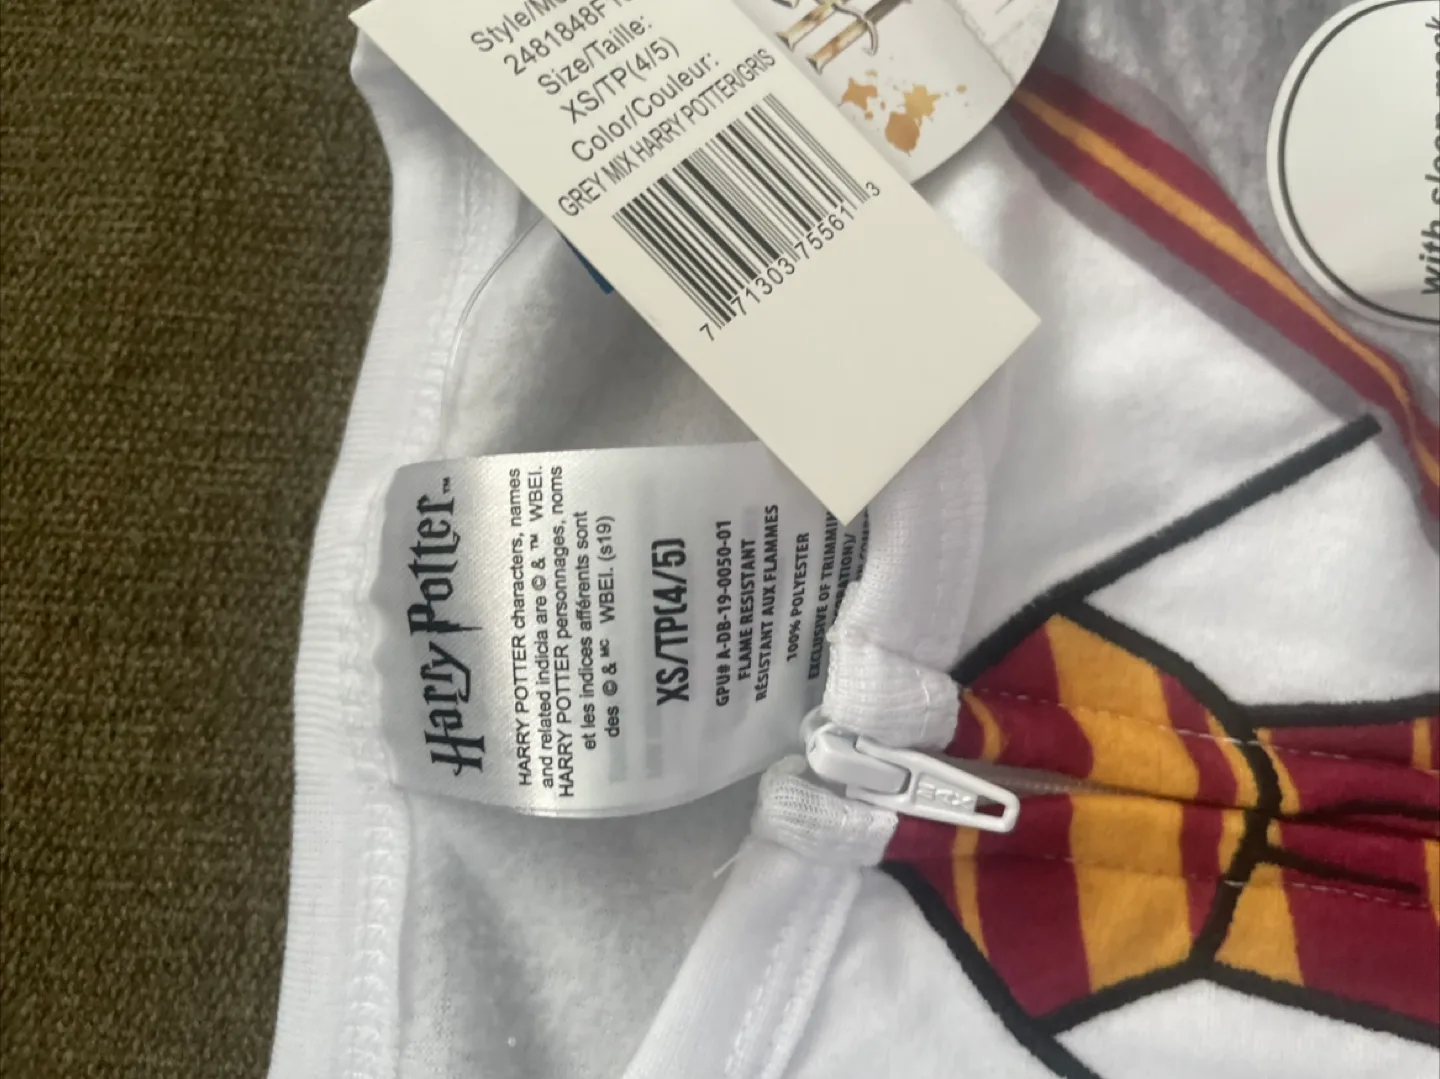 Style/Mo
2481848F
Size/Taille:
XS/TP(4/5)
Color/Couleur:
GREY MIX HARRY POTTER/GRIS
7 71303 75561 3
with sleep mask
Harry Potter™
HARRY POTTER characters, names
and related indicia are © & ™ WBEI.
HARRY POTTER personnages, noms
et les indices afférents sont
des © & MC WBEI. (s19)
XS/TP(4/5)
GPU# A-DB-19-0050-01
FLAME RESISTANT
RÉSISTANT AUX FLAMMES
100% POLYESTER
EXCLUSIVE OF TRIMMIN